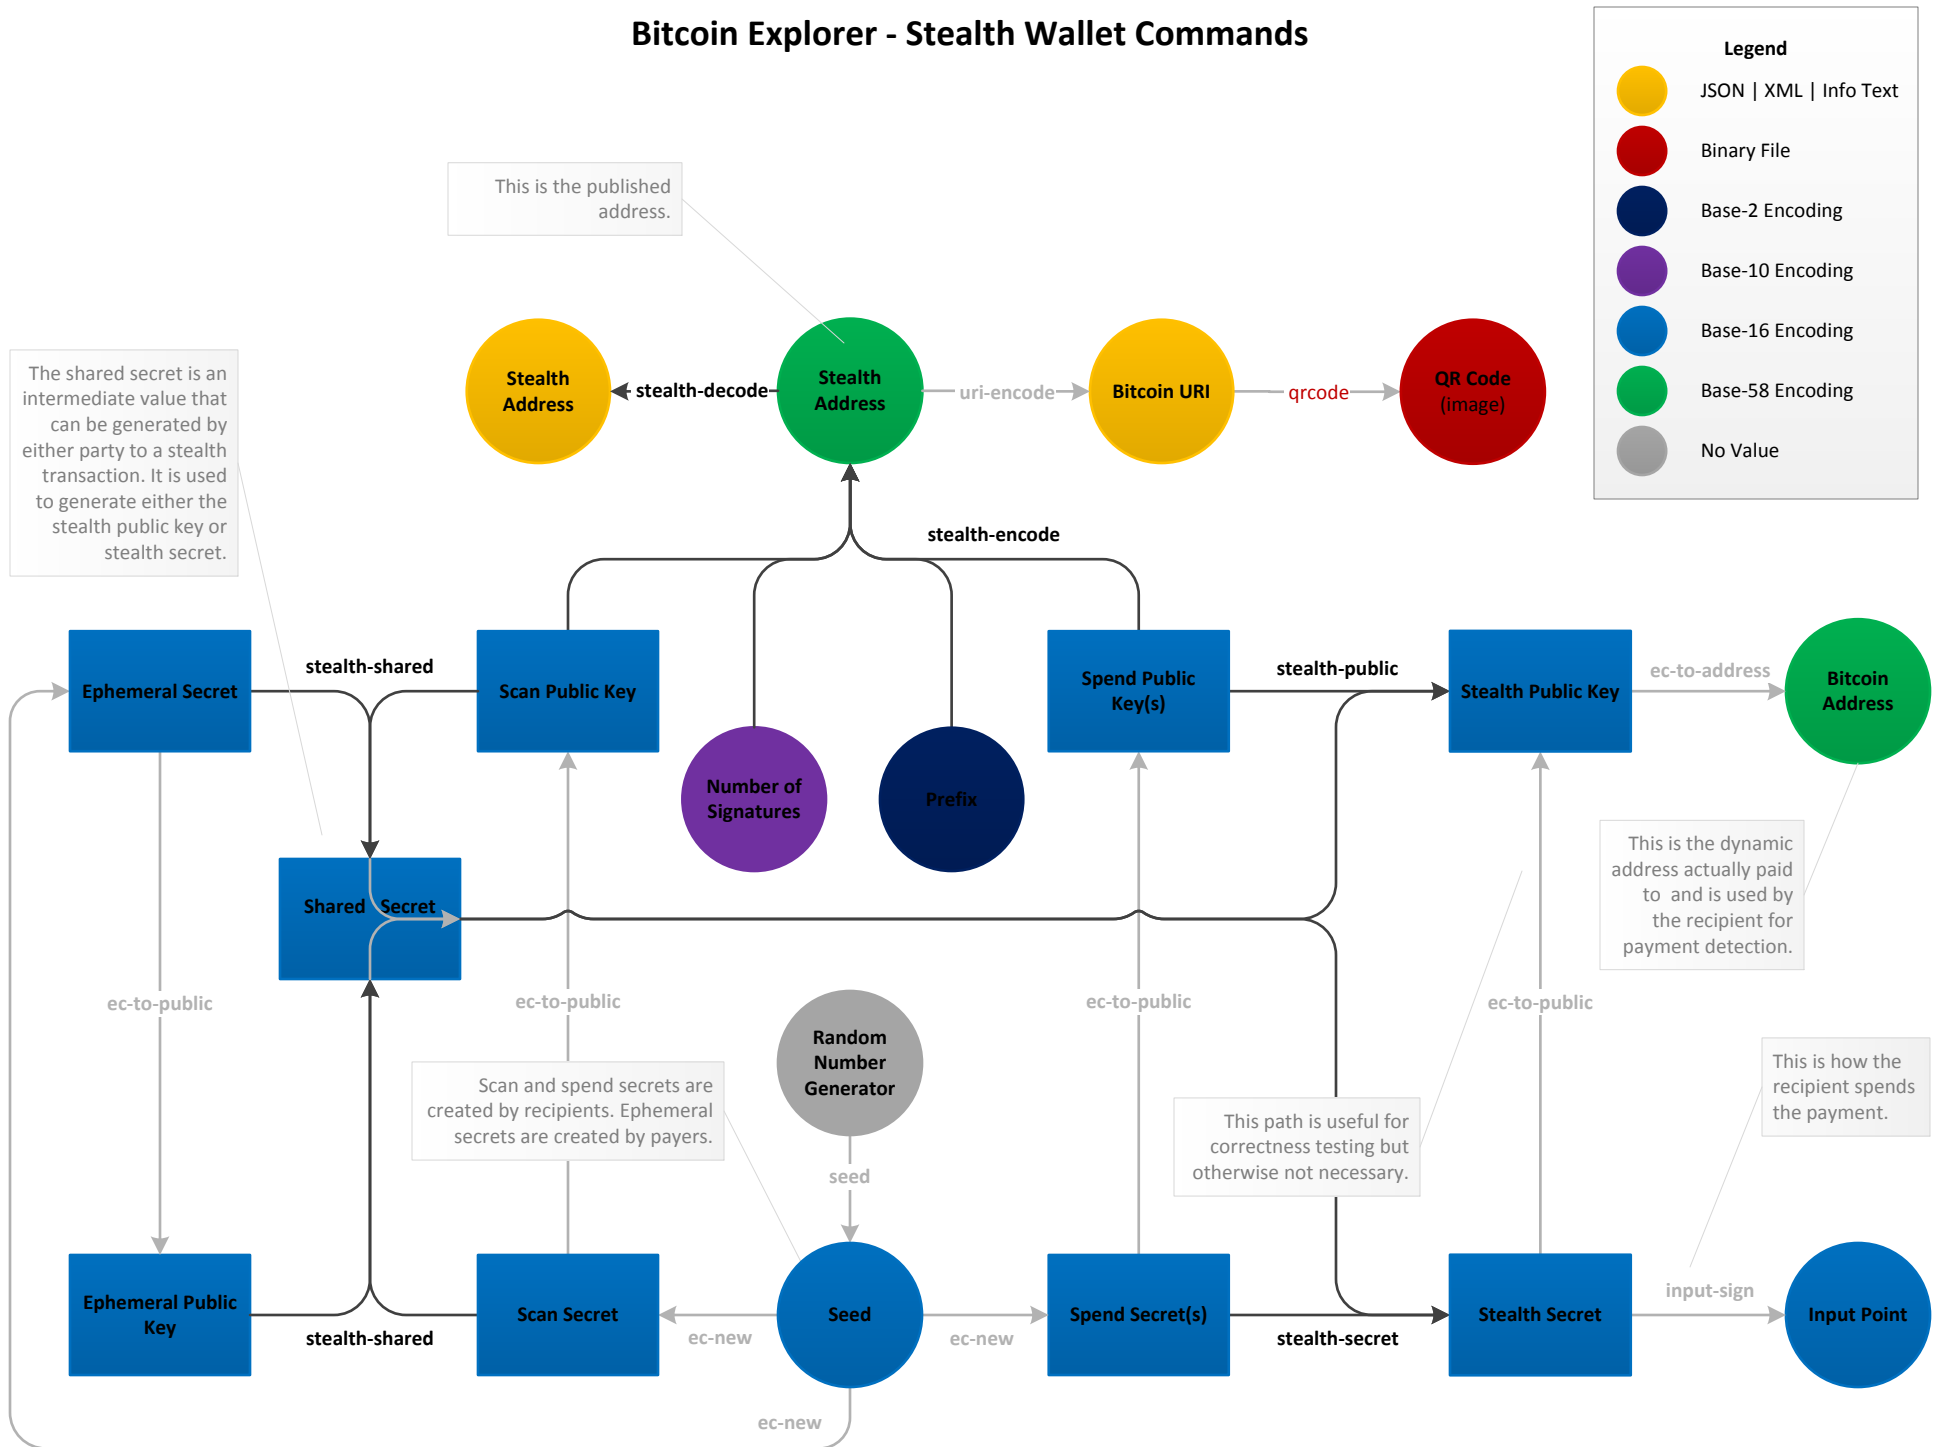 Bitcoin Explorer - Stealth Wallet Commands
Legend
JSON | XML | Info Text
Binary File
Base-2 Encoding
Base-10 Encoding
Base-16 Encoding
Base-58 Encoding
No Value
This is the published
address.
The shared secret is an
intermediate value that
can be generated by
either party to a stealth
transaction. It is used
to generate either the
stealth public key or
stealth secret.
Stealth
Address
stealth-decode
Stealth
Address
uri-encode
Bitcoin URI
qrcode
QR Code
(image)
stealth-encode
Ephemeral Secret
stealth-shared
Scan Public Key
Number of
Signatures
Prefix
Spend Public
Key(s)
stealth-public
Stealth Public Key
ec-to-address
Bitcoin
Address
This is the dynamic
address actually paid
to  and is used by
the recipient for
payment detection.
Shared Secret
ec-to-public
ec-to-public
ec-to-public
ec-to-public
Random
Number
Generator
Scan and spend secrets are
created by recipients. Ephemeral
secrets are created by payers.
This path is useful for
correctness testing but
otherwise not necessary.
This is how the
recipient spends
the payment.
seed
Ephemeral Public
Key
stealth-shared
Scan Secret
ec-new
Seed
ec-new
Spend Secret(s)
stealth-secret
Stealth Secret
input-sign
Input Point
ec-new